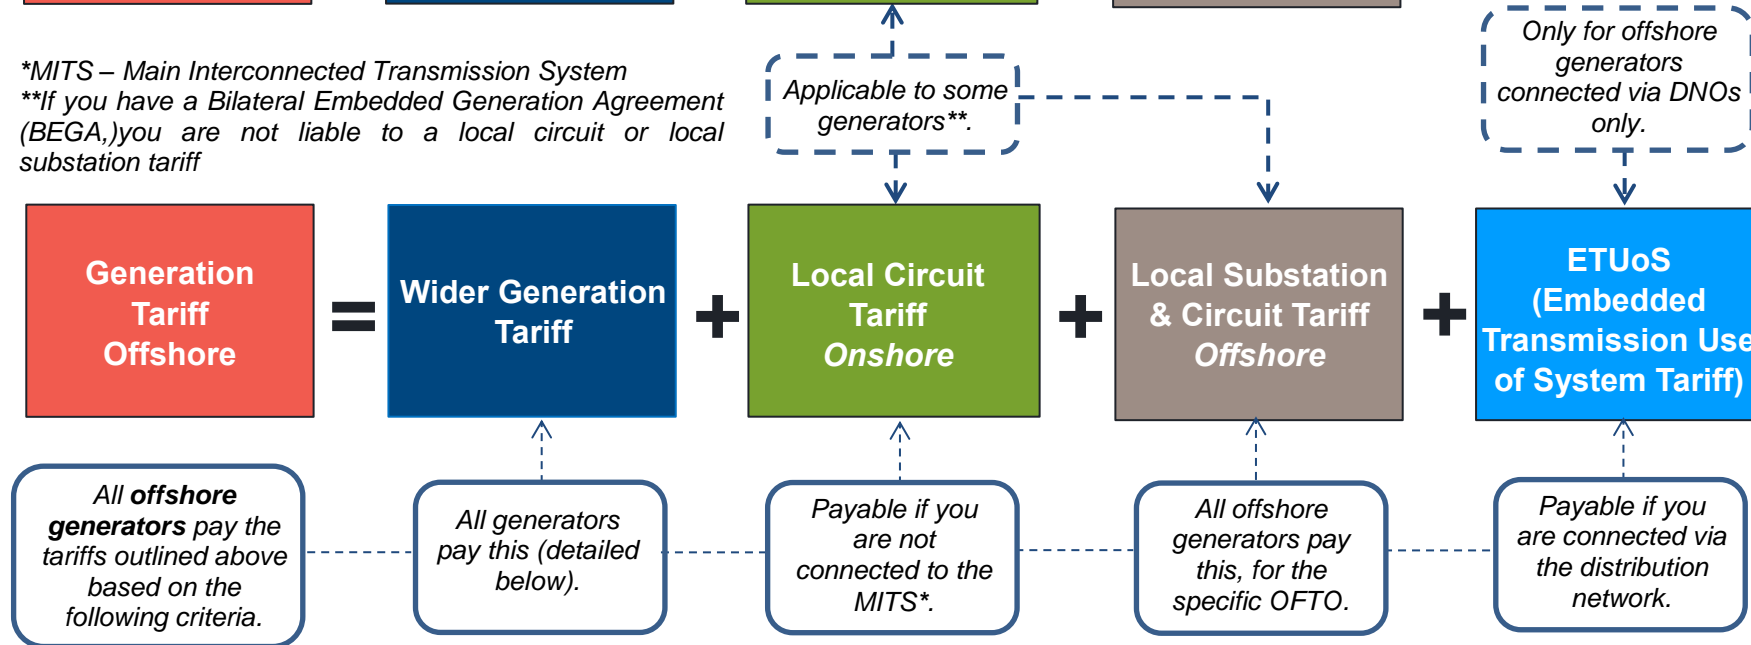 *MITS – Main Interconnected Transmission System
**If you have a Bilateral Embedded Generation Agreement
(BEGA,)you are not liable to a local circuit or local
substation tariff
Applicable to some
generators**.
Only for offshore
generators
connected via DNOs
only.
Generation
Tariff
Offshore
=
Wider Generation
Tariff
+
Local Circuit
Tariff
Onshore
+
Local Substation
& Circuit Tariff
Offshore
+
ETUoS
(Embedded
Transmission Use
of System Tariff)
All offshore
generators pay the
tariffs outlined above
based on the
following criteria.
All generators
pay this (detailed
below).
Payable if you
are not
connected to the
MITS*.
All offshore
generators pay
this, for the
specific OFTO.
Payable if you
are connected via
the distribution
network.